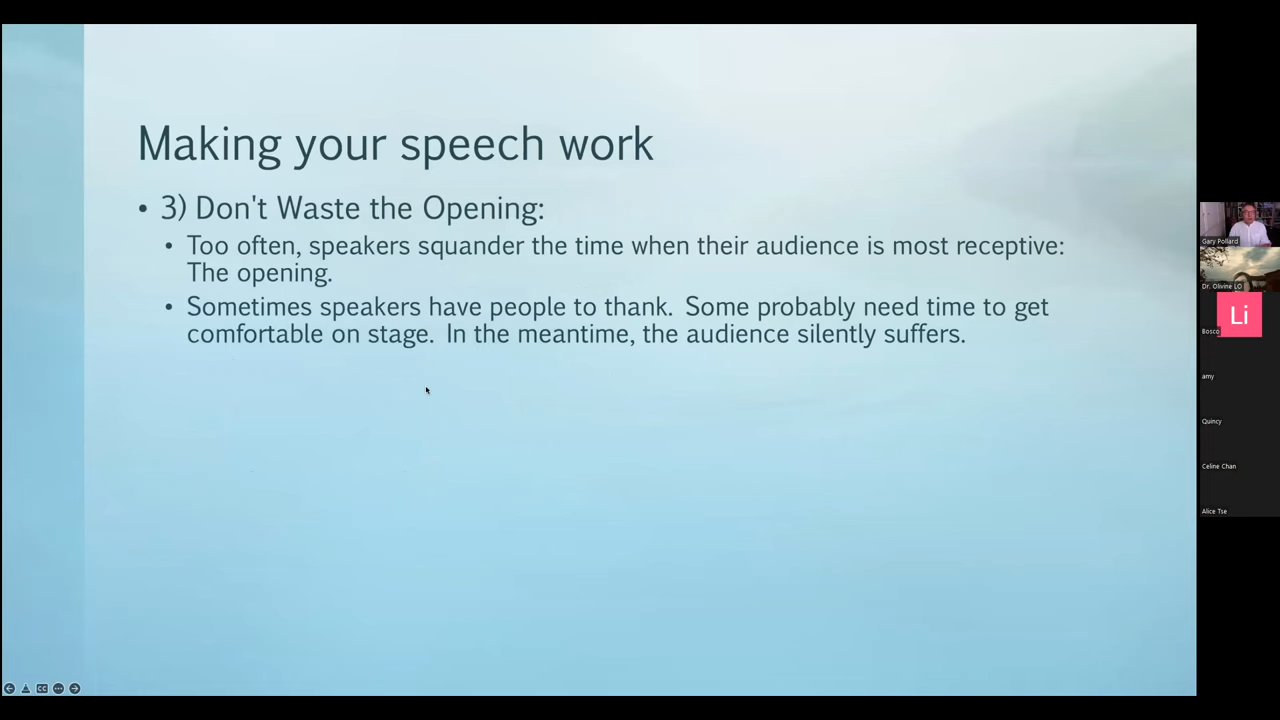 Making your speech work
• 3) Don't Waste the Opening:
• Too often, speakers squander the time when their audience is most receptive:
The opening.
• Sometimes speakers have people to thank. Some probably need time to get
comfortable on stage. In the meantime, the audience silently suffers.
Gary Pollard
Dr. Olivine LO
Li
Bosco
amy
Quincy
Celine Chan
Alice Tse